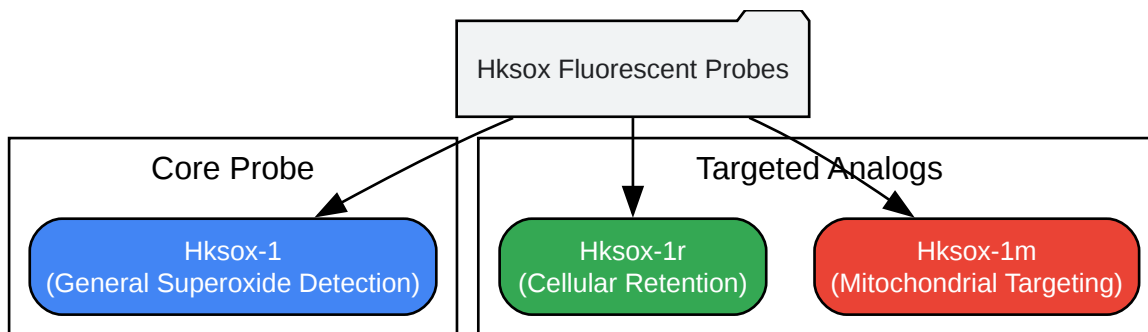 Hksox Fluorescent Probes
Core Probe
Targeted Analogs
Hksox-1
(General Superoxide Detection)
Hksox-1r
(Cellular Retention)
Hksox-1m
(Mitochondrial Targeting)